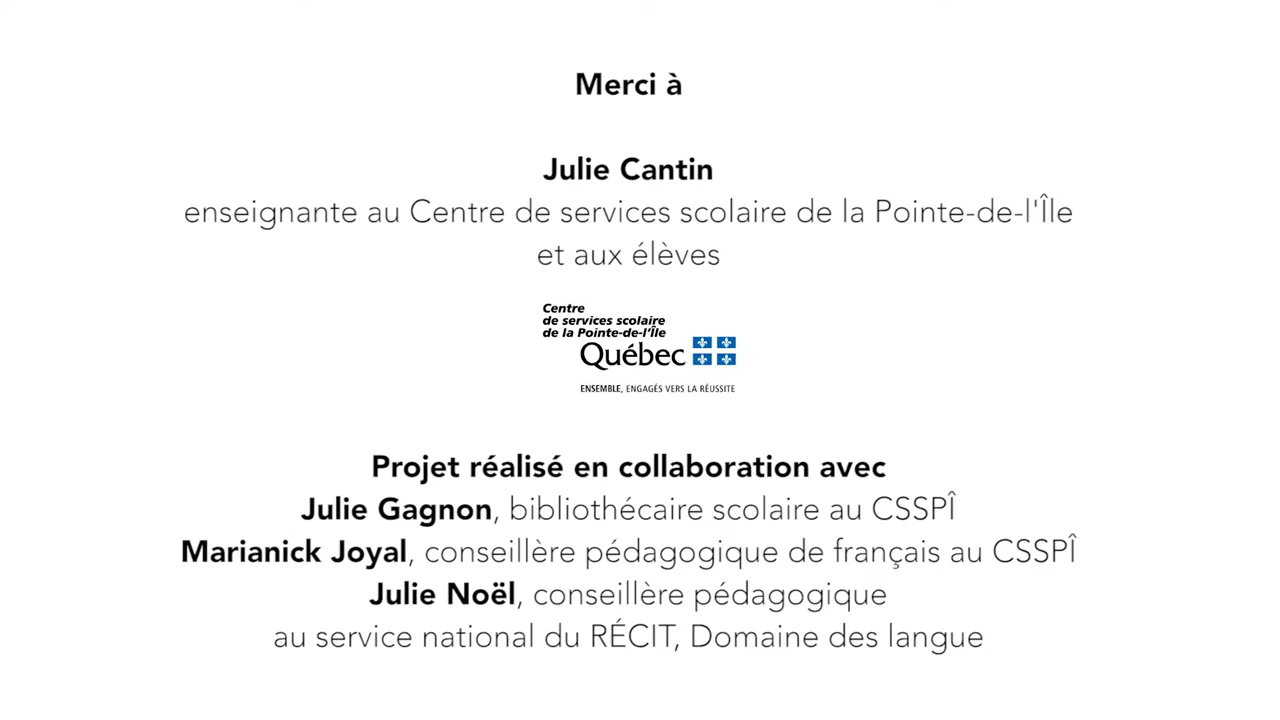 Merci à
Julie Cantin
enseignante au Centre de services scolaire de la Pointe-de-l'Île
et aux élèves
Centre
de services scolaire
de la Pointe-de-l'Île
Québec
ENSEMBLE, ENGAGÉS VERS LA RÉUSSITE
Projet réalisé en collaboration avec
Julie Gagnon, bibliothécaire scolaire au CSSPÎ
Marianick Joyal, conseillère pédagogique de français au CSSPÎ
Julie Noël, conseillère pédagogique
au service national du RÉCIT, Domaine des langue